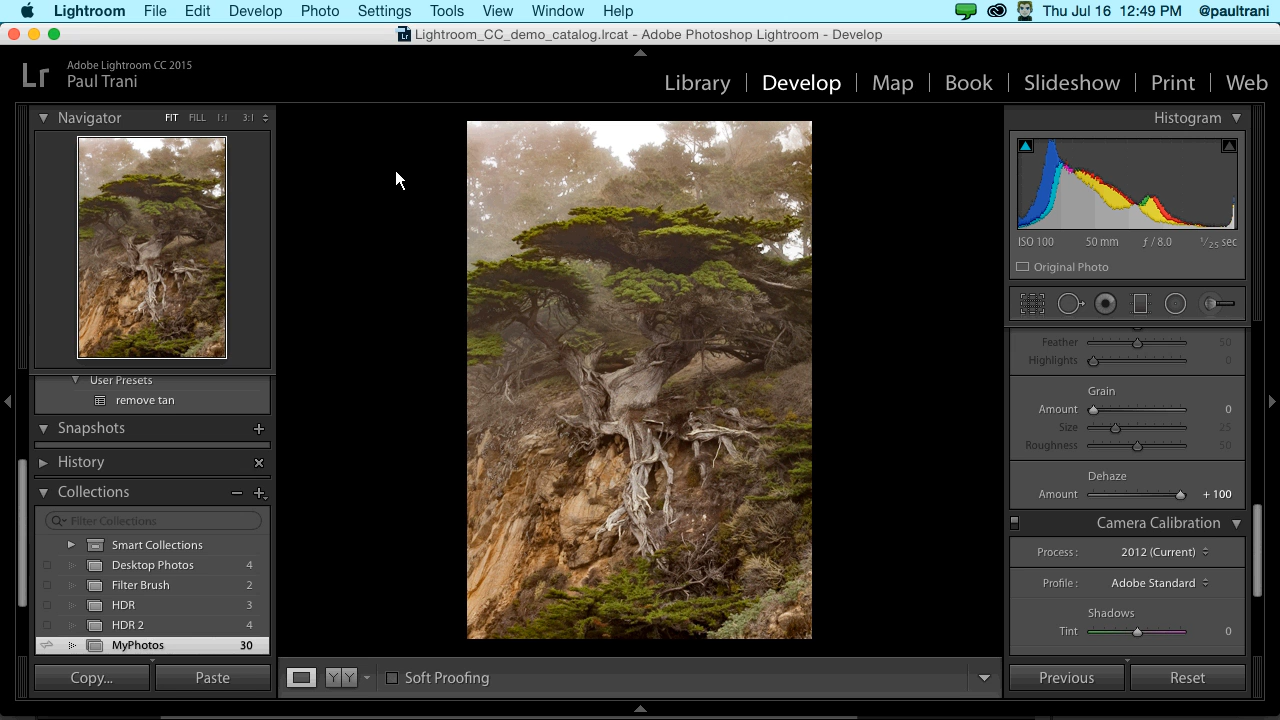 Lightroom File Edit Develop Photo Settings Tools View Window Help Thu Jul 16 12:49 PM @paultrani
Lightroom_CC_demo_catalog.lrcat - Adobe Photoshop Lightroom - Develop
Lr Adobe Lightroom CC 2015
Paul Trani
Library | Develop | Map | Book | Slideshow | Print | Web
Navigator FIT FILL 1:1 3:1
User Presets
remove tan
Snapshots
History
Collections
Filter Collections
Smart Collections
Desktop Photos 4
Filter Brush 2
HDR 3
HDR 2 4
MyPhotos 30
Copy... Paste
YY Soft Proofing
Histogram
ISO 100 50 mm ƒ / 8.0 1/25 sec
Original Photo
Feather 50
Highlights 0
Grain
Amount 0
Size 25
Roughness 50
Dehaze
Amount + 100
Camera Calibration
Process : 2012 (Current)
Profile : Adobe Standard
Shadows
Tint 0
Previous Reset